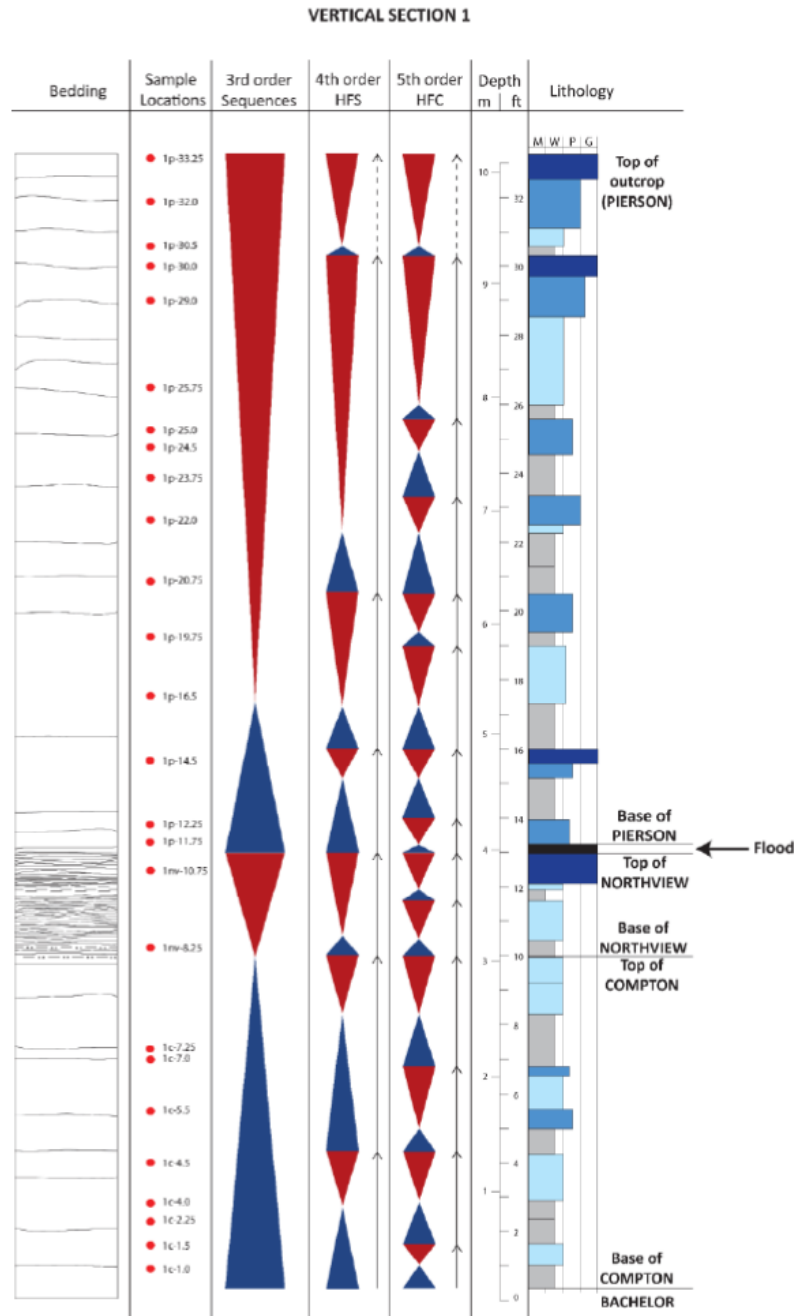 VERTICAL SECTION 1
Bedding
Sample
Locations
3rd order
Sequences
4th order
HFS
5th order
HFC
Depth
m
ft
Lithology
M
W
P
G
1p-33.25
1p-32.0
1p-30.5
1p-30.0
1p-29.0
1p-25.75
1p-25.0
1p-24.5
1p-23.75
1p-22.0
1p-20.75
1p-19.75
1p-16.5
1p-14.5
1p-12.25
1p-11.75
1nv-10.75
1nv-8.25
1c-7.25
1c-7.0
1c-5.5
1c-4.5
1c-4.0
1c-2.25
1c-1.5
1c-1.0
10
9
8
7
6
5
4
3
2
1
32
30
28
26
24
22
20
18
16
14
12
10
8
6
4
2
0
Top of
outcrop
(PIERSON)
Base of
PIERSON
Flood
Top of
NORTHVIEW
Base of
NORTHVIEW
Top of
COMPTON
Base of
COMPTON
BACHELOR